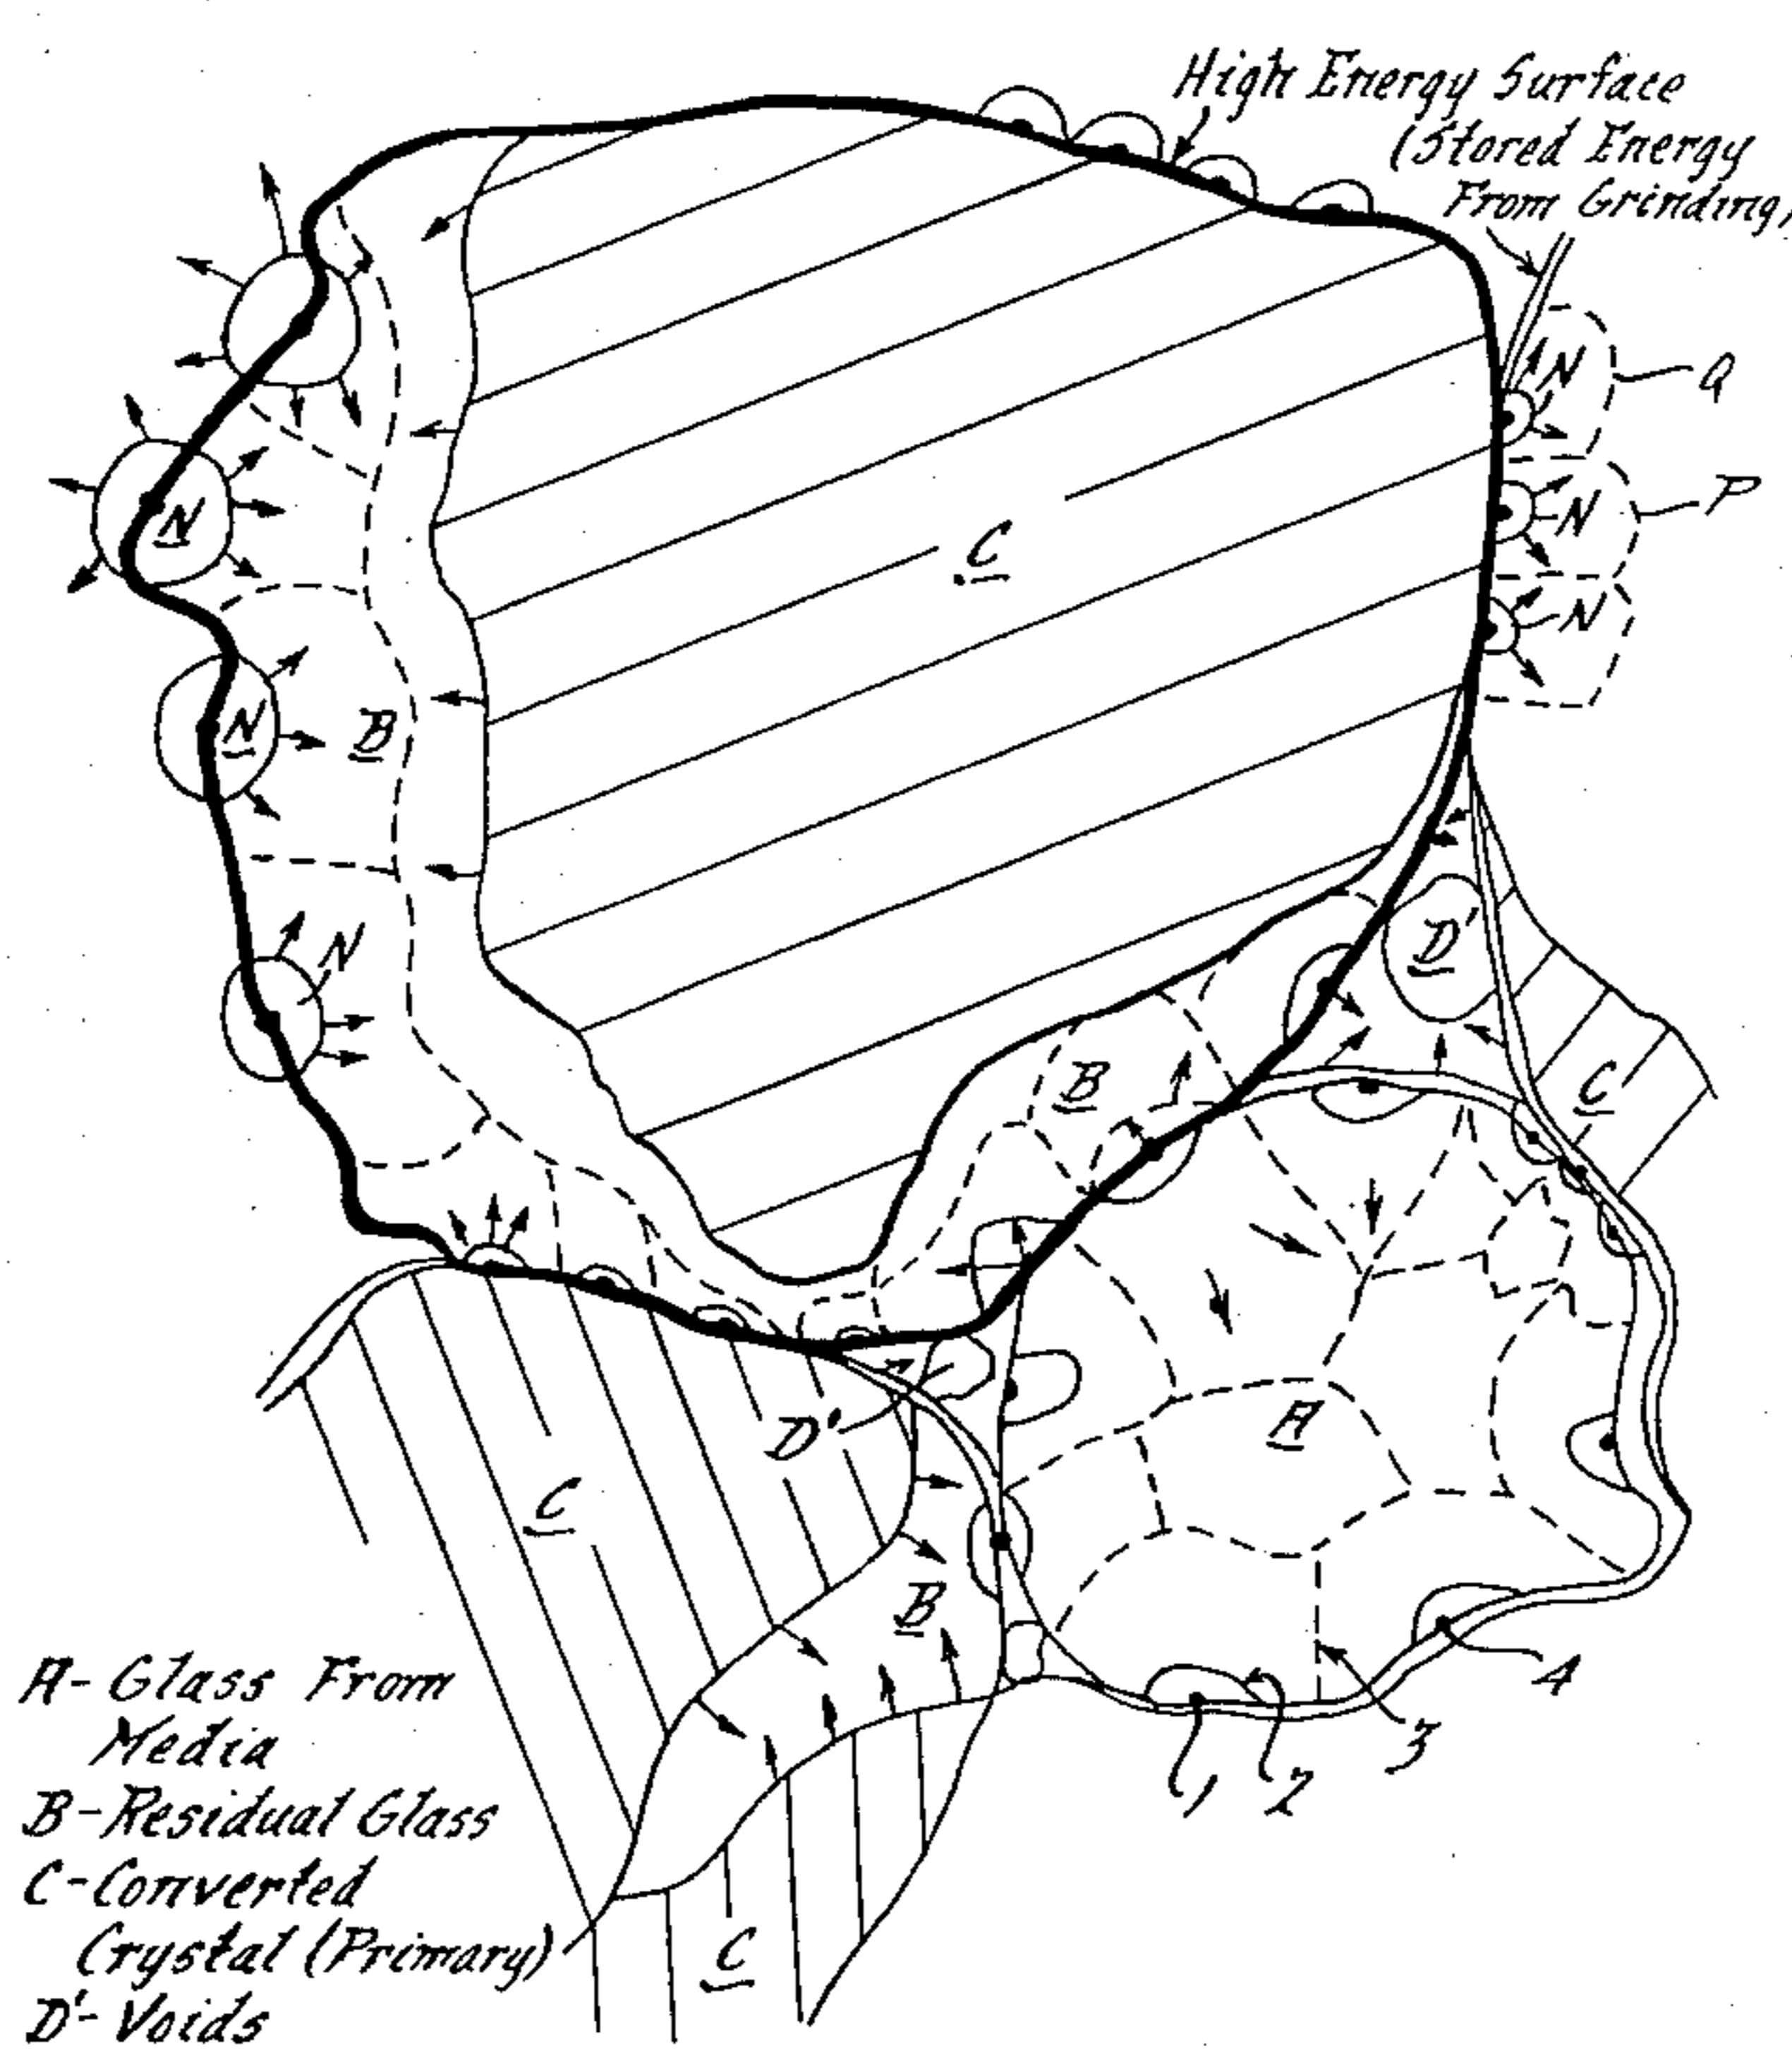 High Energy Surface
(Stored Energy
From Grinding)
N
Q
N
P
N
C
N
N
B
N
D'
B
C
D'
A
C
B
4
3
1
2
C
A- Glass From
Media
B-Residual Glass
C-Converted
Crystal (Primary)
D'- Voids